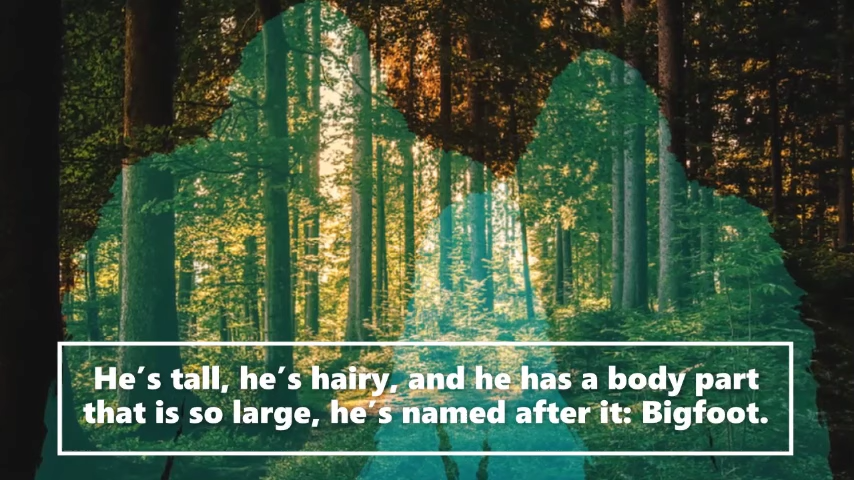 He’s tall, he’s hairy, and he has a body part
that is so large, he’s named after it: Bigfoot.